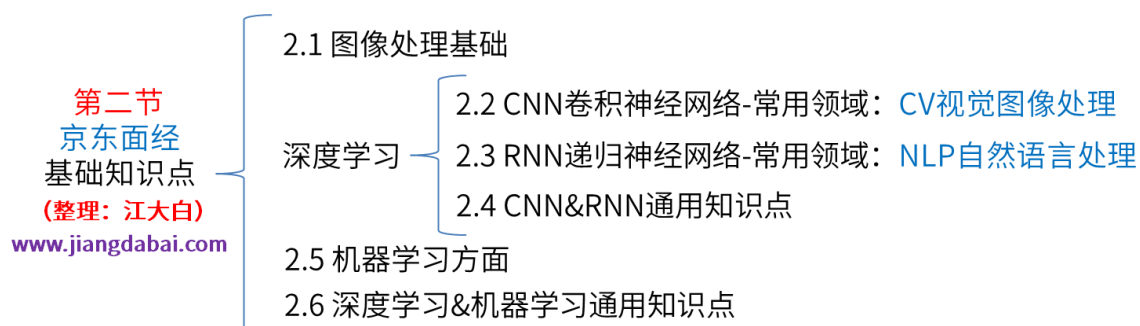 第二节
京东面经
基础知识点
（整理：江大白）
www.jiangdabai.com
2.1 图像处理基础
深度学习
2.2 CNN卷积神经网络-常用领域：CV视觉图像处理
2.3 RNN递归神经网络-常用领域：NLP自然语言处理
2.4 CNN&RNN通用知识点
2.5 机器学习方面
2.6 深度学习&机器学习通用知识点